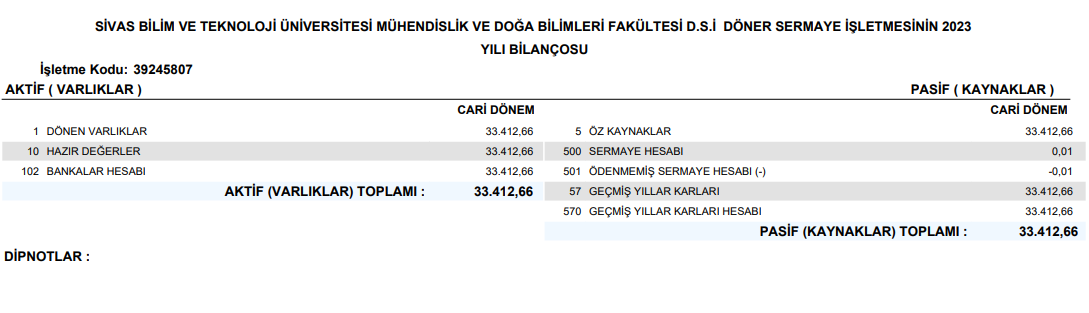 SİVAS BİLİM VE TEKNOLOJİ ÜNİVERSİTESİ MÜHENDİSLİK VE DOĞA BİLİMLERİ FAKÜLTESİ D.S.İ DÖNER SERMAYE İŞLETMESİNİN 2023
YILI BİLANÇOSU
İşletme Kodu: 39245807
AKTİF ( VARLIKLAR )
CARİ DÖNEM
1 DÖNEN VARLIKLAR 33.412,66
10 HAZIR DEĞERLER 33.412,66
102 BANKALAR HESABI 33.412,66
AKTİF (VARLIKLAR) TOPLAMI : 33.412,66
PASİF ( KAYNAKLAR )
CARİ DÖNEM
5 ÖZ KAYNAKLAR 33.412,66
500 SERMAYE HESABI 0,01
501 ÖDENMEMİŞ SERMAYE HESABI (-) -0,01
57 GEÇMİŞ YILLAR KARLARI 33.412,66
570 GEÇMİŞ YILLAR KARLARI HESABI 33.412,66
PASİF (KAYNAKLAR) TOPLAMI : 33.412,66
DİPNOTLAR :